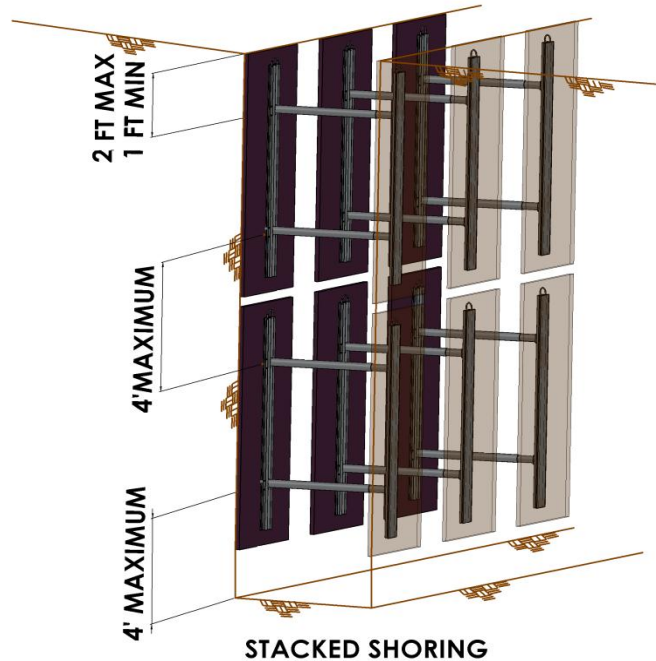 2 FT MAX
1 FT MIN
4'MAXIMUM
4' MAXIMUM
STACKED SHORING